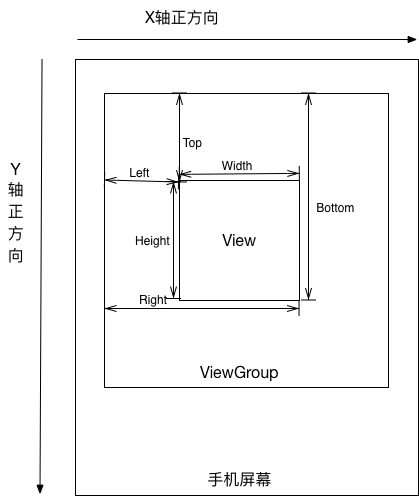 X轴正方向
Y
轴
正
方
向
Top
Left
Width
Bottom
Height
View
Right
ViewGroup
手机屏幕